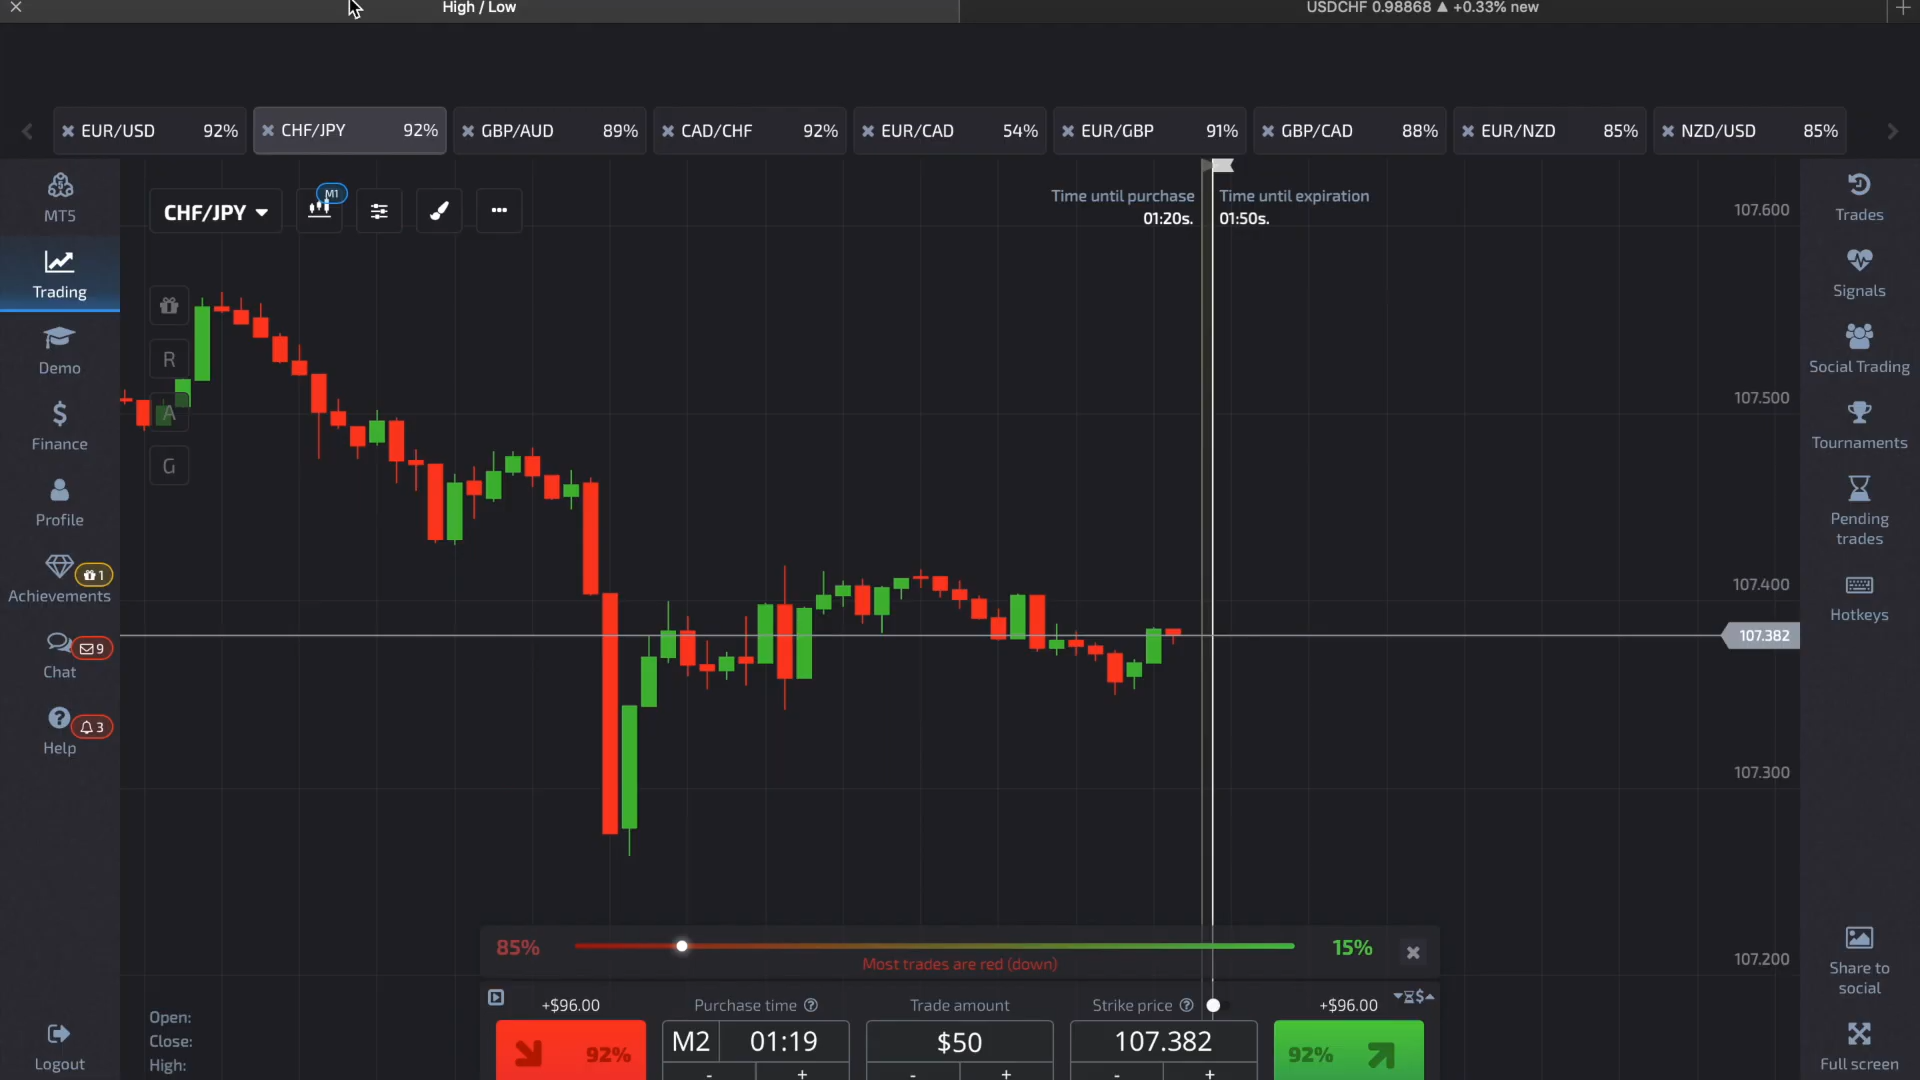 High / Low
USDCHF 0.98868 ▲ +0.33% new
EUR/USD 92%
CHF/JPY 92%
GBP/AUD 89%
CAD/CHF 92%
EUR/CAD 54%
EUR/GBP 91%
GBP/CAD 88%
EUR/NZD 85%
NZD/USD 85%
MT5
Trading
Demo
Finance
Profile
1
Achievements
9
Chat
3
Help
Logout
CHF/JPY
M1
R
A
G
Time until purchase
01:20s.
Time until expiration
01:50s.
107.600
107.500
107.400
107.382
107.300
107.200
Trades
Signals
Social Trading
Tournaments
Pending
trades
Hotkeys
Share to
social
Full screen
85%
15%
Most trades are red (down)
Open:
Close:
High:
+$96.00
Purchase time
Trade amount
Strike price
+$96.00
92%
M2
01:19
$50
107.382
92%
- +
- +
- +